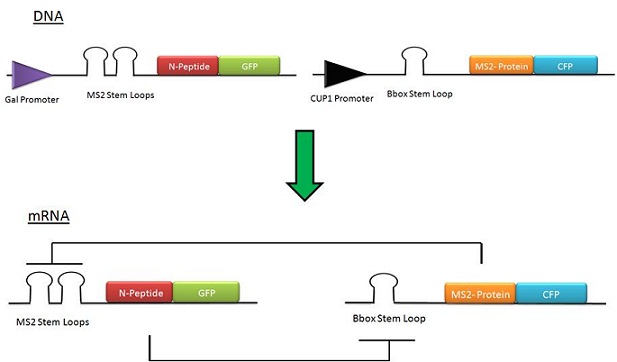 DNA
N-Peptide GFP MS2- Protein CFP
Gal Promoter MS2 Stem Loops CUP1 Promoter Bbox Stem Loop
mRNA
N-Peptide GFP MS2- Protein CFP
MS2 Stem Loops Bbox Stem Loop